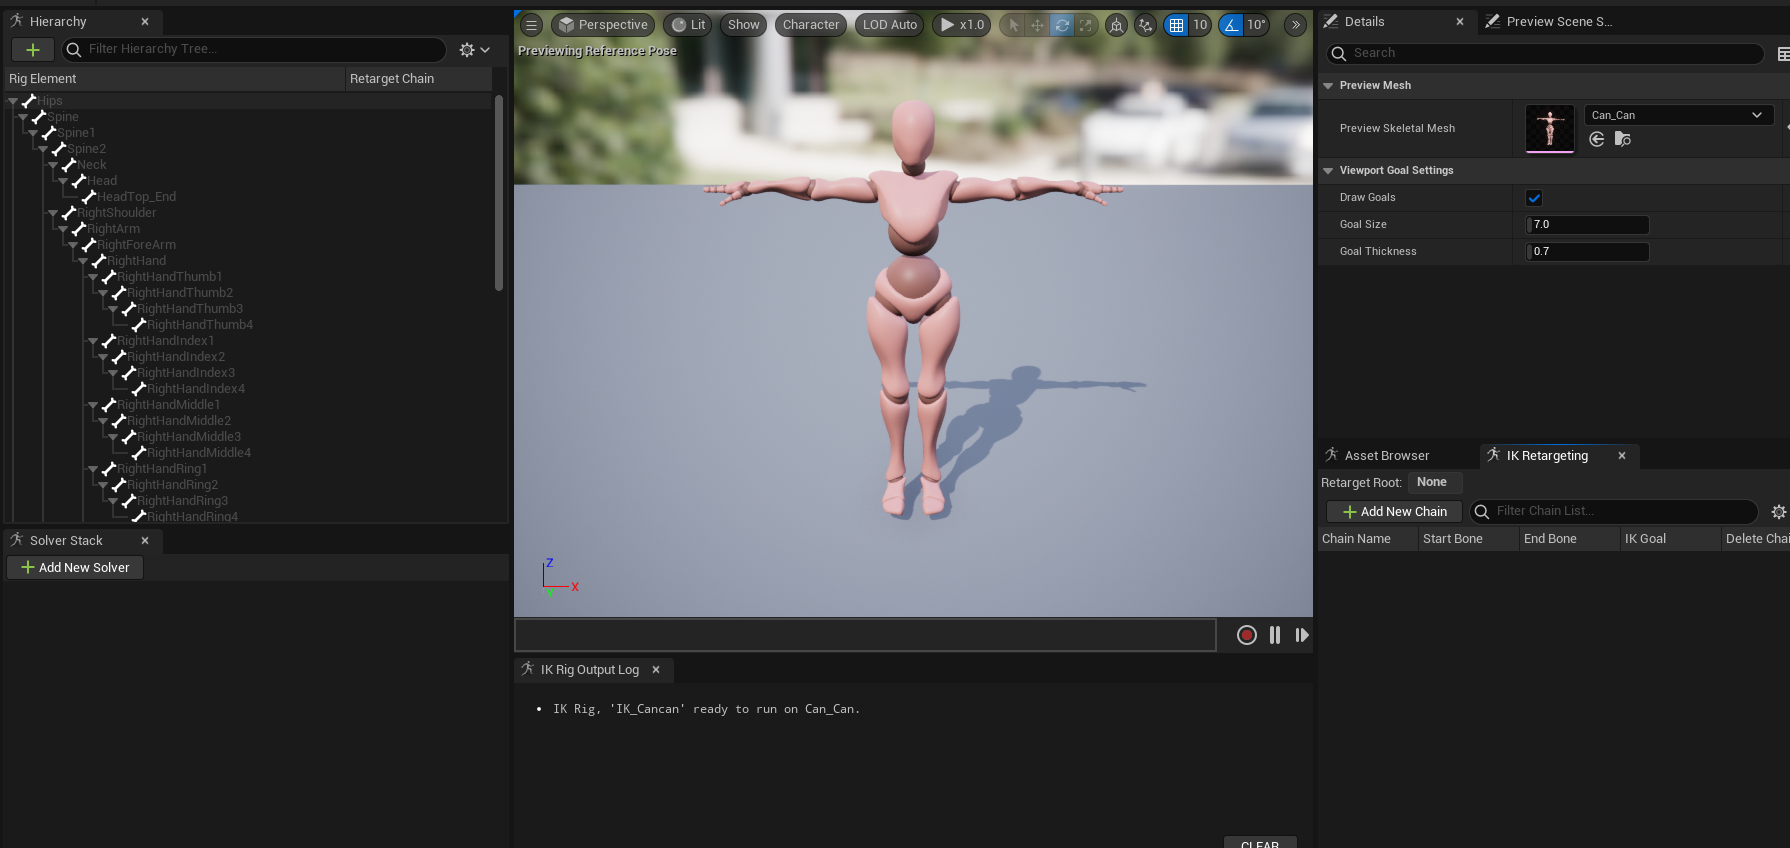 Hierarchy
Filter Hierarchy Tree...
Rig Element Retarget Chain
Hips
Spine
Spine1
Spine2
Neck
Head
HeadTop_End
RightShoulder
RightArm
RightForeArm
RightHand
RightHandThumb1
RightHandThumb2
RightHandThumb3
RightHandThumb4
RightHandIndex1
RightHandIndex2
RightHandIndex3
RightHandIndex4
RightHandMiddle1
RightHandMiddle2
RightHandMiddle3
RightHandMiddle4
RightHandRing1
RightHandRing2
RightHandRing3
RightHandRing4
Solver Stack
Add New Solver
Perspective Lit Show Character LOD Auto x1.0 10 10°
Previewing Reference Pose
Z
X
Y
IK Rig Output Log
IK Rig, 'IK_Cancan' ready to run on Can_Can.
CLEAR
Details Preview Scene S...
Search
Preview Mesh
Preview Skeletal Mesh Can_Can
Viewport Goal Settings
Draw Goals
Goal Size 7.0
Goal Thickness 0.7
Asset Browser IK Retargeting
Retarget Root: None
Add New Chain Filter Chain List...
Chain Name Start Bone End Bone IK Goal Delete Chai